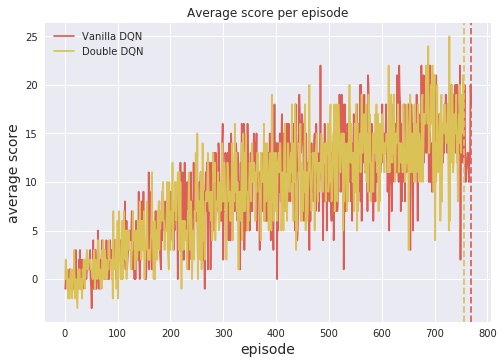 Average score per episode
Vanilla DQN
Double DQN
average score
25
20
15
10
5
0
0 100 200 300 400 500 600 700 800
episode